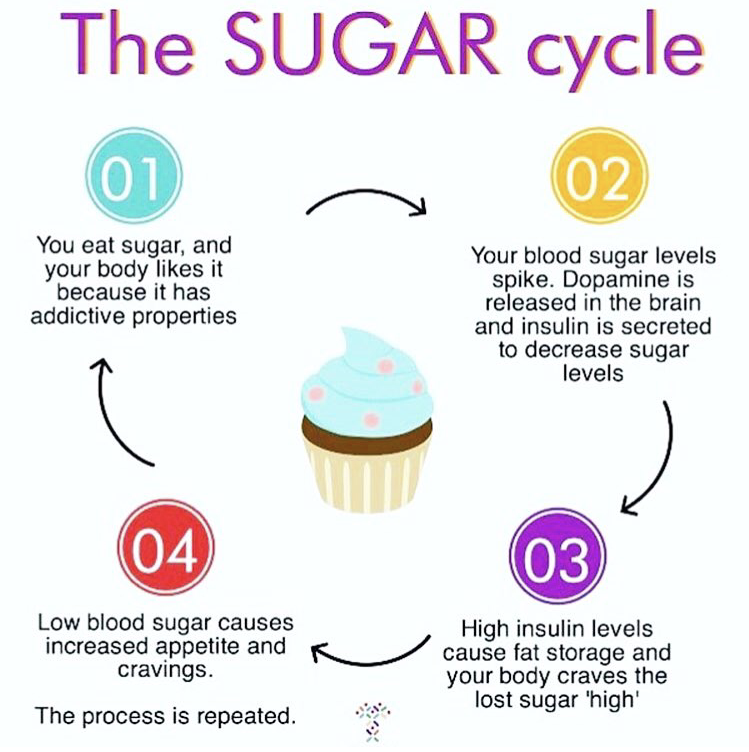 The SUGAR cycle
01
You eat sugar, and
your body likes it
because it has
addictive properties
02
Your blood sugar levels
spike. Dopamine is
released in the brain
and insulin is secreted
to decrease sugar
levels
03
High insulin levels
cause fat storage and
your body craves the
lost sugar 'high'
04
Low blood sugar causes
increased appetite and
cravings.
The process is repeated.